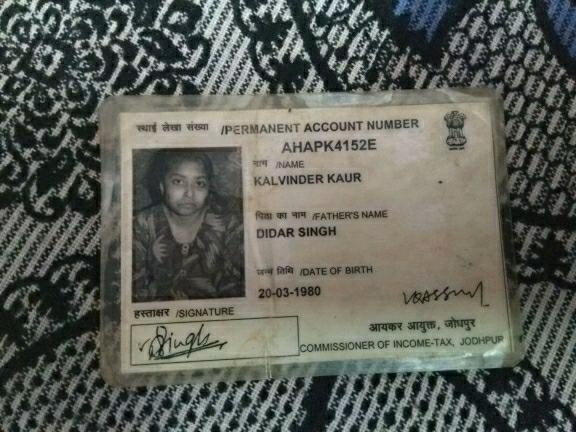 स्थाई लेखा संख्या /PERMANENT ACCOUNT NUMBER
AHAPK4152E
नाम /NAME
KALVINDER KAUR
पिता का नाम /FATHER'S NAME
DIDAR SINGH
जन्म तिथि /DATE OF BIRTH
20-03-1980
हस्ताक्षर /SIGNATURE
आयकर आयुक्त, जोधपुर
COMMISSIONER OF INCOME-TAX, JODHPUR